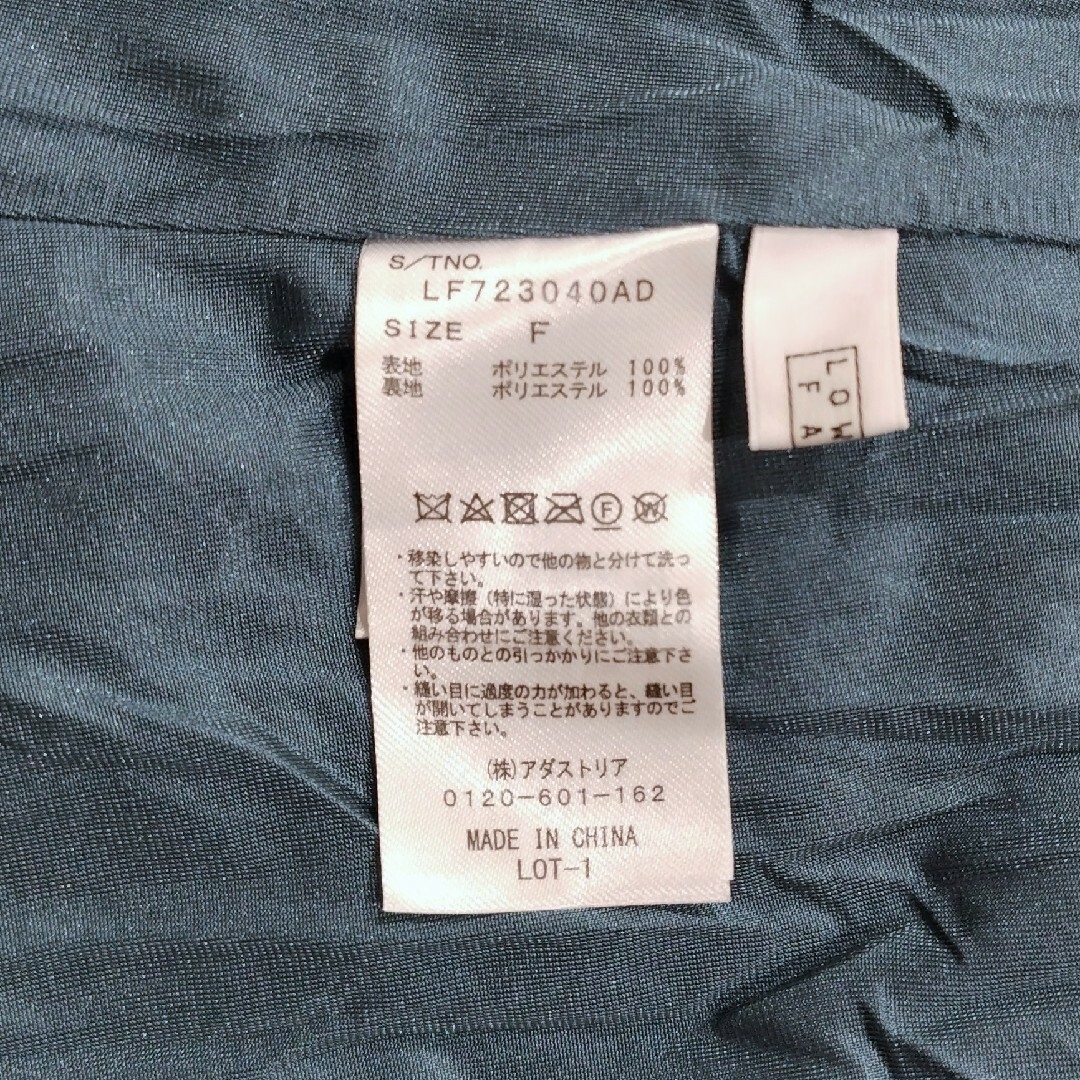 S/TNO.
LF723040AD
SIZE F
表地 ポリエステル 100%
裏地 ポリエステル 100%
F W
・移染しやすいので他の物と分けて洗っ
て下さい。
・汗や摩擦(特に湿った状態)により色
が移る場合があります。他の衣類との
組み合わせにご注意ください。
・他のものとの引っかかりにご注意下さ
い。
・縫い目に過度の力が加わると、縫い目
が開いてしまうことがありますのでご
注意下さい。
(株)アダストリア
0120-601-162
MADE IN CHINA
LOT-1
LOW
FA